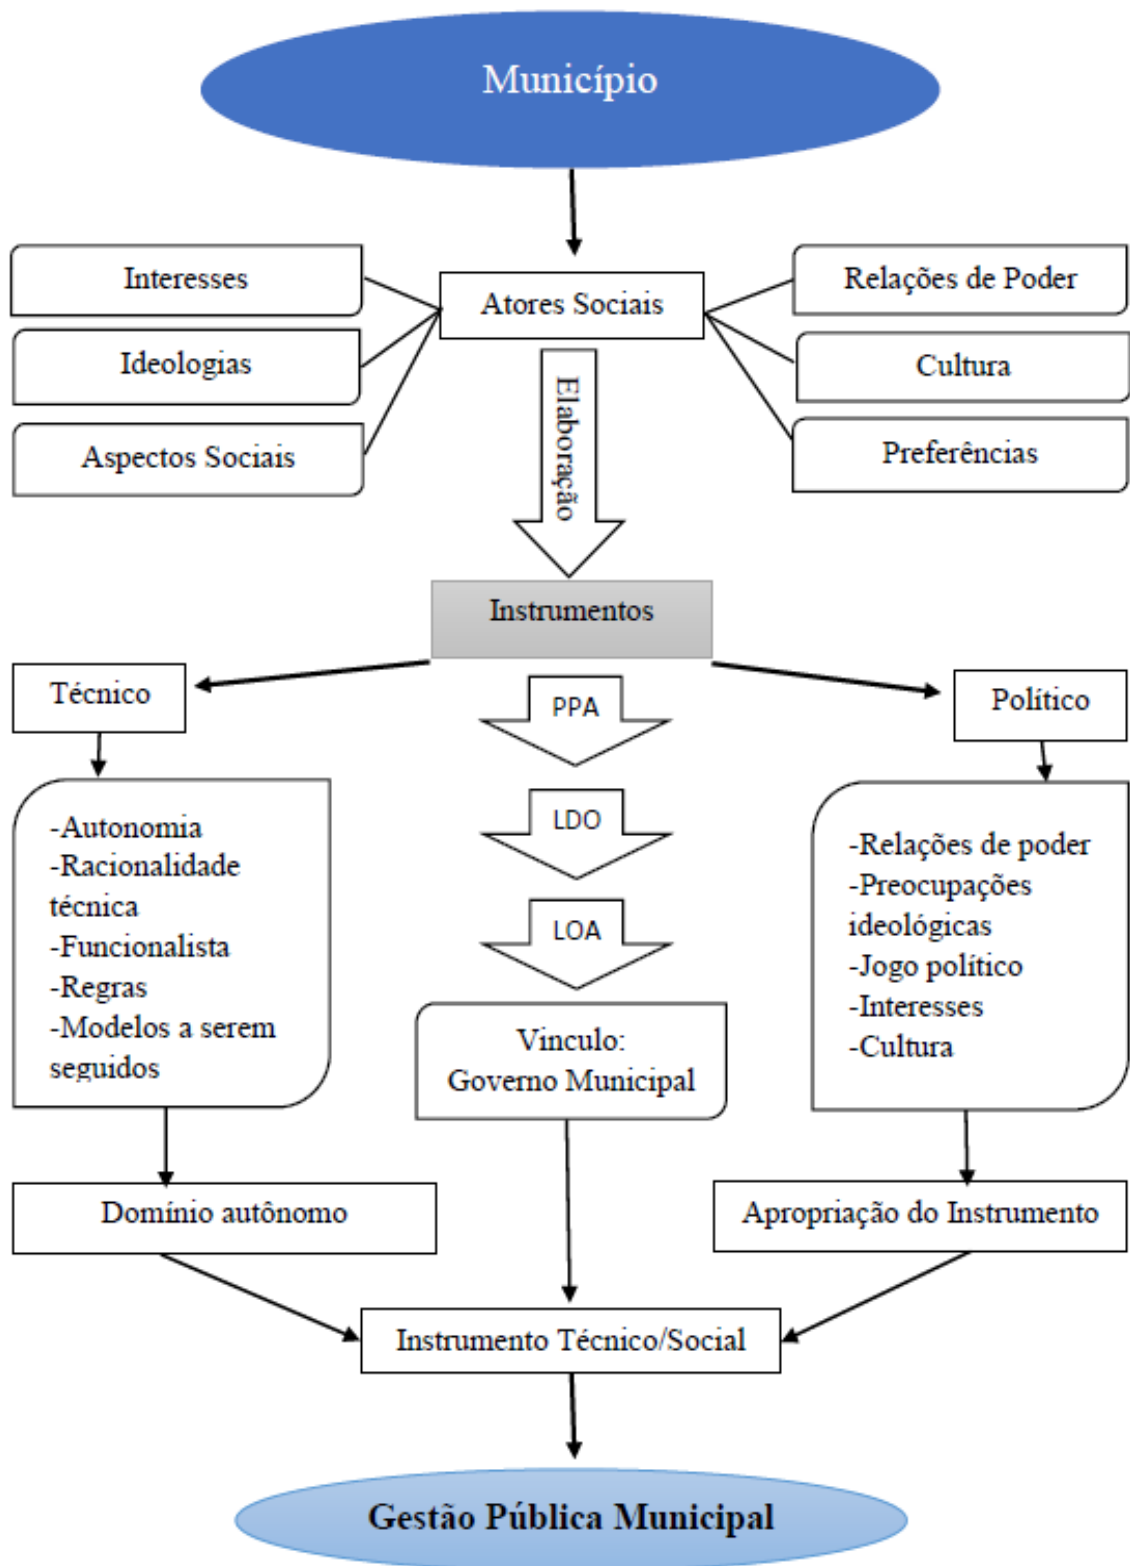 Município
Interesses
Ideologias
Aspectos Sociais
Atores Sociais
Relações de Poder
Cultura
Preferências
Elaboração
Instrumentos
Técnico
PPA
LDO
LOA
Político
-Autonomia
-Racionalidade
técnica
-Funcionalista
-Regras
-Modelos a serem
seguidos
Vinculo:
Governo Municipal
-Relações de poder
-Preocupações
ideológicas
-Jogo político
-Interesses
-Cultura
Domínio autônomo
Apropriação do Instrumento
Instrumento Técnico/Social
Gestão Pública Municipal